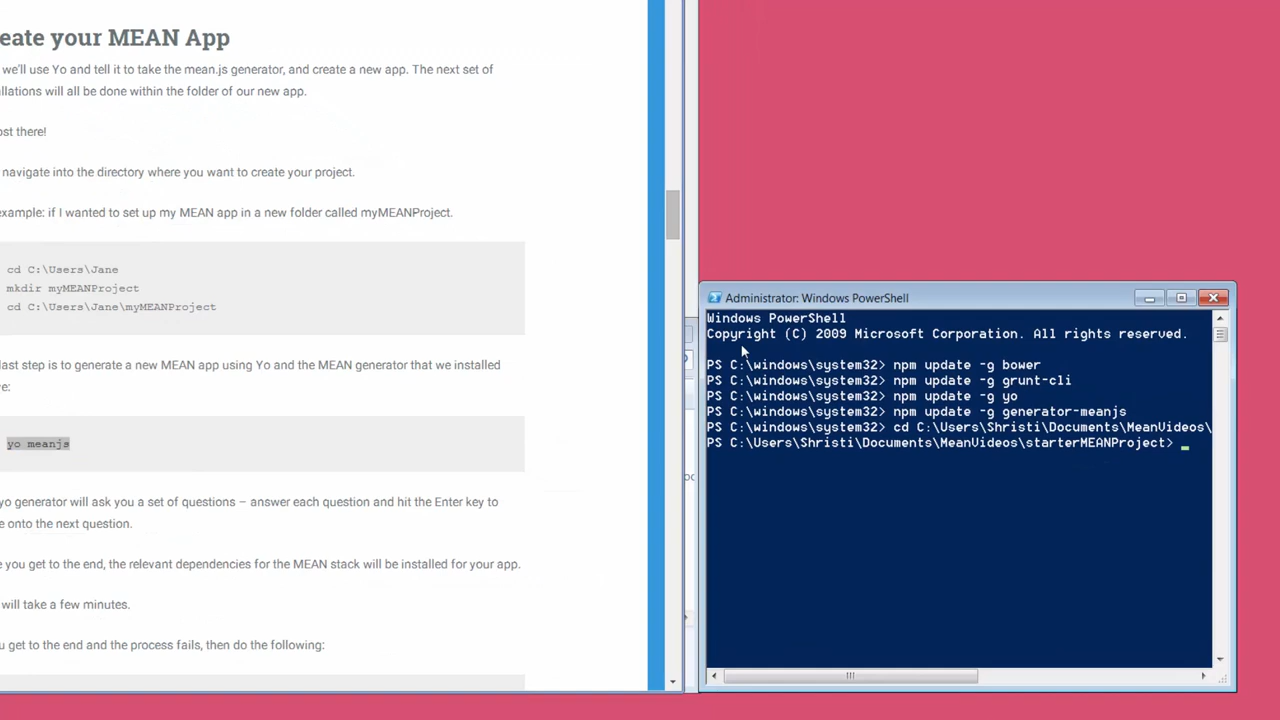 eate your MEAN App
we'll use Yo and tell it to take the mean.js generator, and create a new app. The next set of
allations will all be done within the folder of our new app.
ost there!
navigate into the directory where you want to create your project.
example: if I wanted to set up my MEAN app in a new folder called myMEANProject.
cd C:\Users\Jane
mkdir myMEANProject
cd C:\Users\Jane\myMEANProject
last step is to generate a new MEAN app using Yo and the MEAN generator that we installed
ve:
yo meanjs
yo generator will ask you a set of questions – answer each question and hit the Enter key to
e onto the next question.
e you get to the end, the relevant dependencies for the MEAN stack will be installed for your app.
will take a few minutes.
u get to the end and the process fails, then do the following:
Administrator: Windows PowerShell
Windows PowerShell
Copyright (C) 2009 Microsoft Corporation. All rights reserved.
PS C:\windows\system32> npm update -g bower
PS C:\windows\system32> npm update -g grunt-cli
PS C:\windows\system32> npm update -g yo
PS C:\windows\system32> npm update -g generator-meanjs
PS C:\windows\system32> cd C:\Users\Shristi\Documents\MeanVideos\
PS C:\Users\Shristi\Documents\MeanVideos\starterMEANProject>